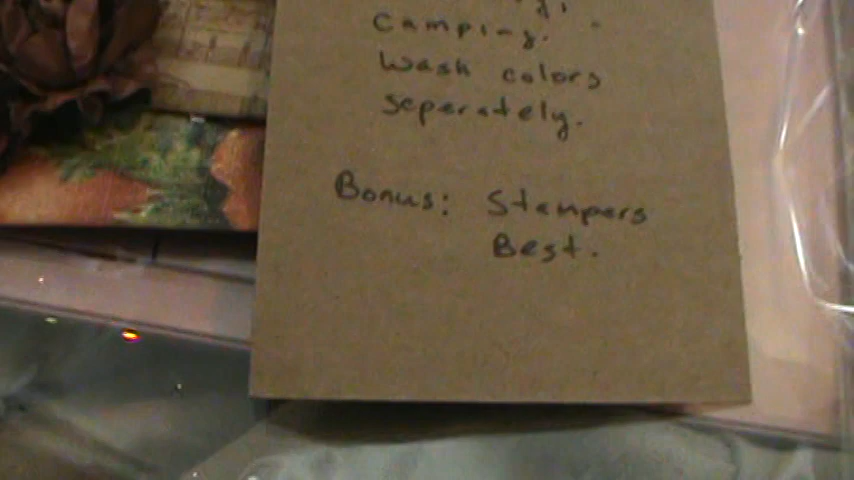 Camping.
Wash colors
seperately.
Bonus: Stampers
Best.